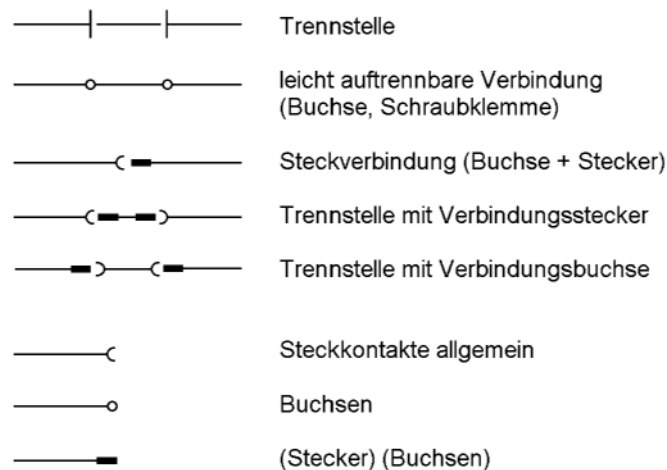 Trennstelle
leicht auftrennbare Verbindung
(Buchse, Schraubklemme)
Steckverbindung (Buchse + Stecker)
Trennstelle mit Verbindungsstecker
Trennstelle mit Verbindungsbuchse
Steckkontakte allgemein
Buchsen
(Stecker) (Buchsen)